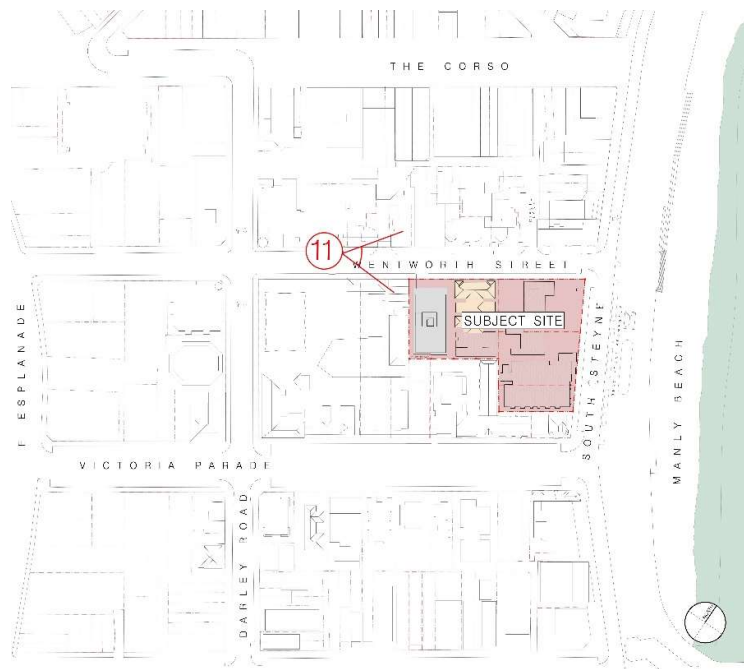 THE CORSO
11
WENTWORTH STREET
SUBJECT SITE
ESPLANADE
SOUTH STEYNE
MANLY BEACH
VICTORIA PARADE
DARLEY ROAD